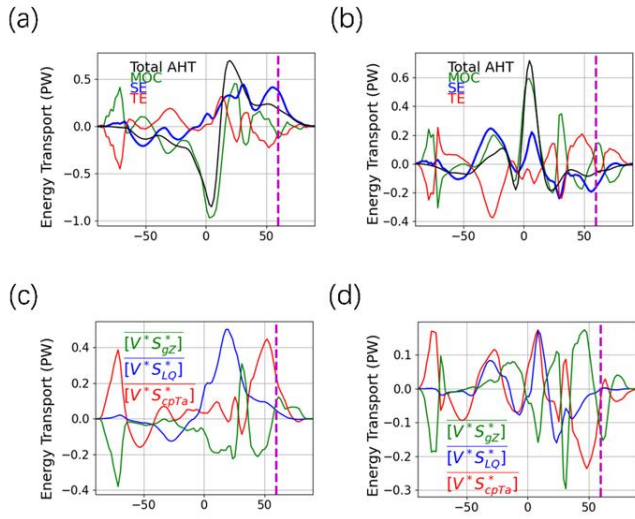 (a)
(b)
Total AHT
MOC
SE
TE
Energy Transport (PW)
0.5
0.0
−0.5
−1.0
−50
0
50
Total AHT
MOC
SE
TE
Energy Transport (PW)
0.6
0.4
0.2
0.0
−0.2
−0.4
−50
0
50
(c)
(d)
[V*S*gZ]
[V*S*LQ]
[V*S*cpTa]
Energy Transport (PW)
0.4
0.2
0.0
−0.2
−0.4
−50
0
50
[V*S*gZ]
[V*S*LQ]
[V*S*cpTa]
Energy Transport (PW)
0.1
0.0
−0.1
−0.2
−0.3
−50
0
50